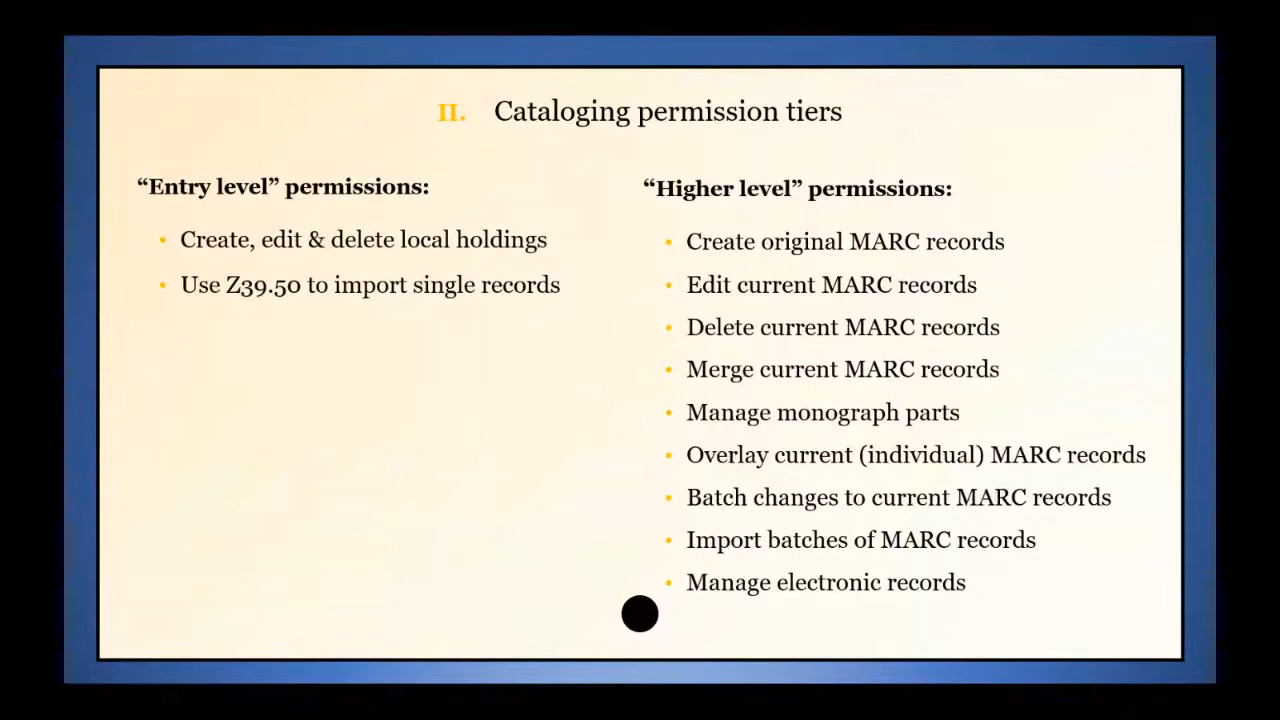 II. Cataloging permission tiers
“Entry level” permissions:
• Create, edit & delete local holdings
• Use Z39.50 to import single records
“Higher level” permissions:
• Create original MARC records
• Edit current MARC records
• Delete current MARC records
• Merge current MARC records
• Manage monograph parts
• Overlay current (individual) MARC records
• Batch changes to current MARC records
• Import batches of MARC records
• Manage electronic records